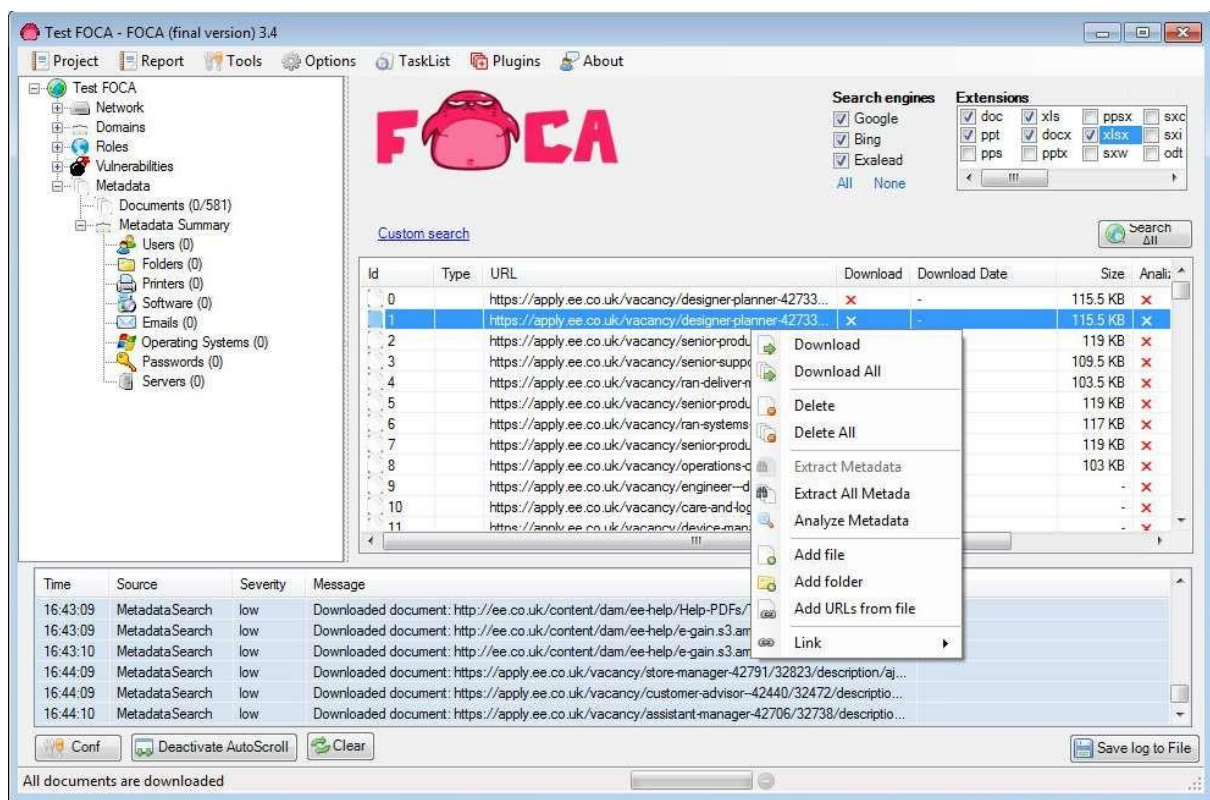 Test FOCA - FOCA (final version) 3.4
Project Report Tools Options TaskList Plugins About
Test FOCA
Network
Domains
Roles
Vulnerabilities
Metadata
Documents (0/581)
Metadata Summary
Users (0)
Folders (0)
Printers (0)
Software (0)
Emails (0)
Operating Systems (0)
Passwords (0)
Servers (0)
FOCA
Search engines
Google
Bing
Exalead
All None
Extensions
doc xls ppsx sxc
ppt docx xlsx sxi
pps pptx sxw odt
Custom search
Search All
Id Type URL Download Download Date Size Analiz
0 https://apply.ee.co.uk/vacancy/designer-planner-42733... × - 115.5 KB ×
1 https://apply.ee.co.uk/vacancy/designer-planner-42733... × - 115.5 KB ×
2 https://apply.ee.co.uk/vacancy/senior-produ 119 KB ×
3 https://apply.ee.co.uk/vacancy/senior-suppo 109.5 KB ×
4 https://apply.ee.co.uk/vacancy/ran-deliver-m 103.5 KB ×
5 https://apply.ee.co.uk/vacancy/senior-produ 119 KB ×
6 https://apply.ee.co.uk/vacancy/ran-systems- 117 KB ×
7 https://apply.ee.co.uk/vacancy/senior-produ 119 KB ×
8 https://apply.ee.co.uk/vacancy/operations-c 103 KB ×
9 https://apply.ee.co.uk/vacancy/engineer---d - ×
10 https://apply.ee.co.uk/vacancy/care-and-log - ×
11 https://apply.ee.co.uk/vacancy/device-mana - ×
Download
Download All
Delete
Delete All
Extract Metadata
Extract All Metada
Analyze Metadata
Add file
Add folder
Add URLs from file
Link
Time Source Severity Message
16:43:09 MetadataSearch low Downloaded document: http://ee.co.uk/content/dam/ee-help/Help-PDFs/
16:43:09 MetadataSearch low Downloaded document: http://ee.co.uk/content/dam/ee-help/e-gain.s3.am
16:43:10 MetadataSearch low Downloaded document: http://ee.co.uk/content/dam/ee-help/e-gain.s3.am
16:44:09 MetadataSearch low Downloaded document: https://apply.ee.co.uk/vacancy/store-manager-42791/32823/description/aj...
16:44:09 MetadataSearch low Downloaded document: https://apply.ee.co.uk/vacancy/customer-advisor--42440/32472/descriptio...
16:44:10 MetadataSearch low Downloaded document: https://apply.ee.co.uk/vacancy/assistant-manager-42706/32738/descriptio...
Conf Deactivate AutoScroll Clear Save log to File
All documents are downloaded